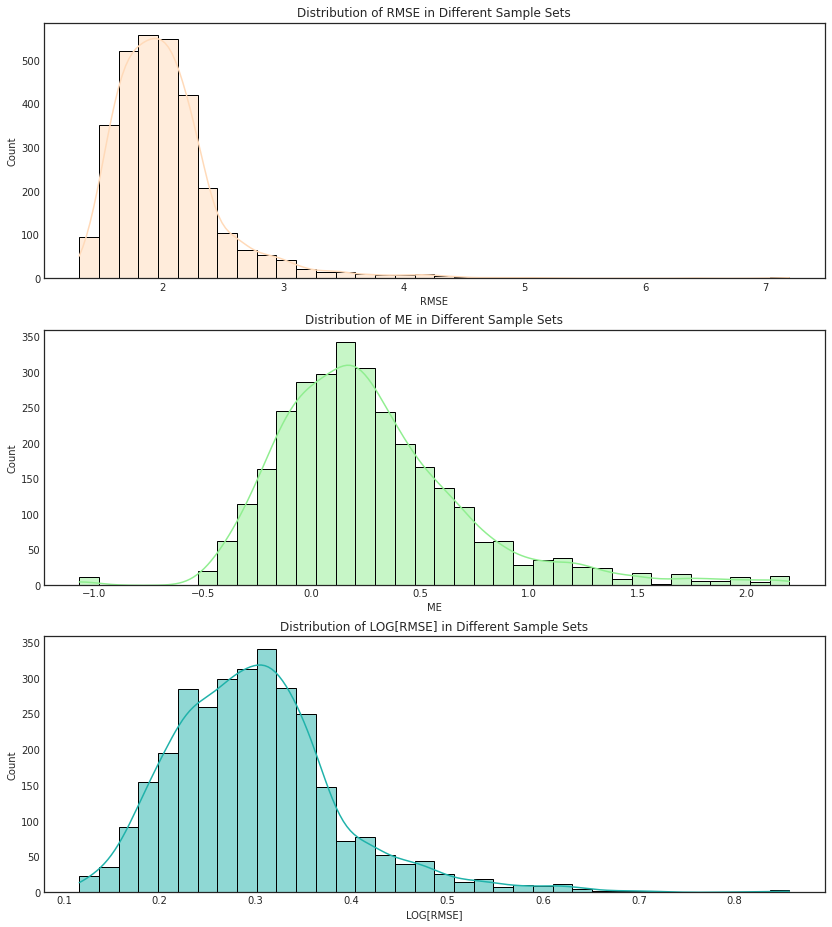 Distribution of RMSE in Different Sample Sets
500
400
300
200
100
0
Count
2 3 4 5 6 7
RMSE
Distribution of ME in Different Sample Sets
350
300
250
200
150
100
50
0
Count
−1.0 −0.5 0.0 0.5 1.0 1.5 2.0
ME
Distribution of LOG[RMSE] in Different Sample Sets
350
300
250
200
150
100
50
0
Count
0.1 0.2 0.3 0.4 0.5 0.6 0.7 0.8
LOG[RMSE]